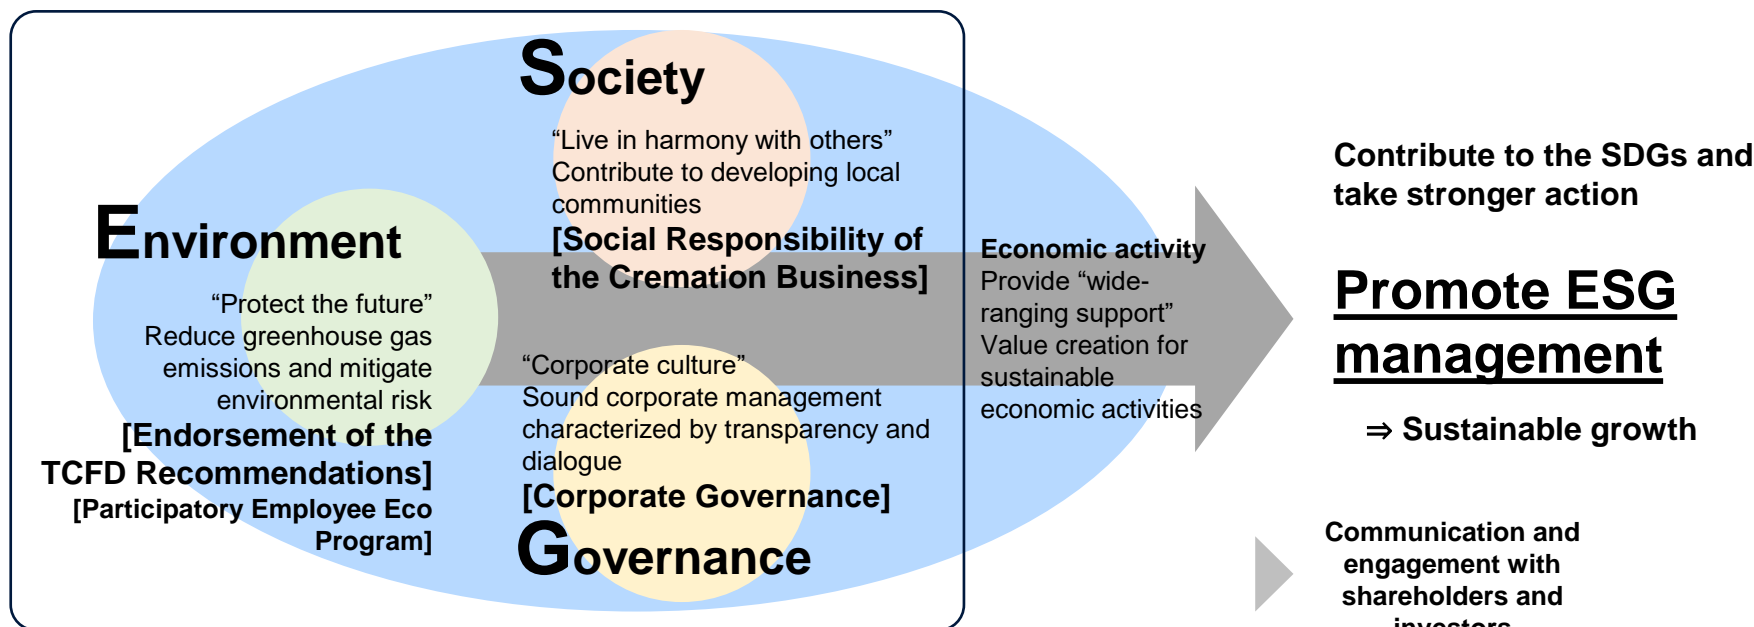 Society
“Live in harmony with others”
Contribute to developing local
communities
[Social Responsibility of
the Cremation Business]
Environment
“Protect the future”
Reduce greenhouse gas
emissions and mitigate
environmental risk
[Endorsement of the
TCFD Recommendations]
[Participatory Employee Eco
Program]
“Corporate culture”
Sound corporate management
characterized by transparency and
dialogue
[Corporate Governance]
Governance
Economic activity
Provide “wide-
ranging support”
Value creation for
sustainable
economic activities
Contribute to the SDGs and
take stronger action
Promote ESG
management
⇒ Sustainable growth
Communication and
engagement with
shareholders and
investors